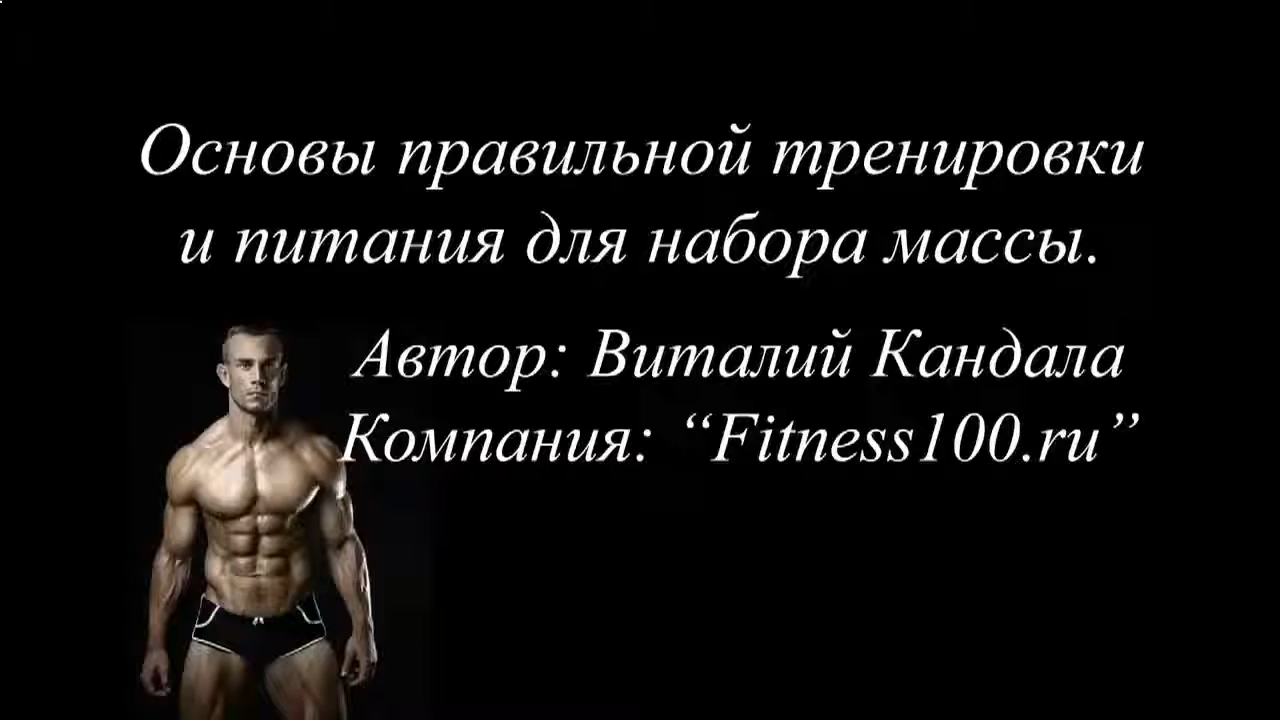 Основы правильной тренировки
и питания для набора массы.
Автор: Виталий Кандала
Компания: “Fitness100.ru”